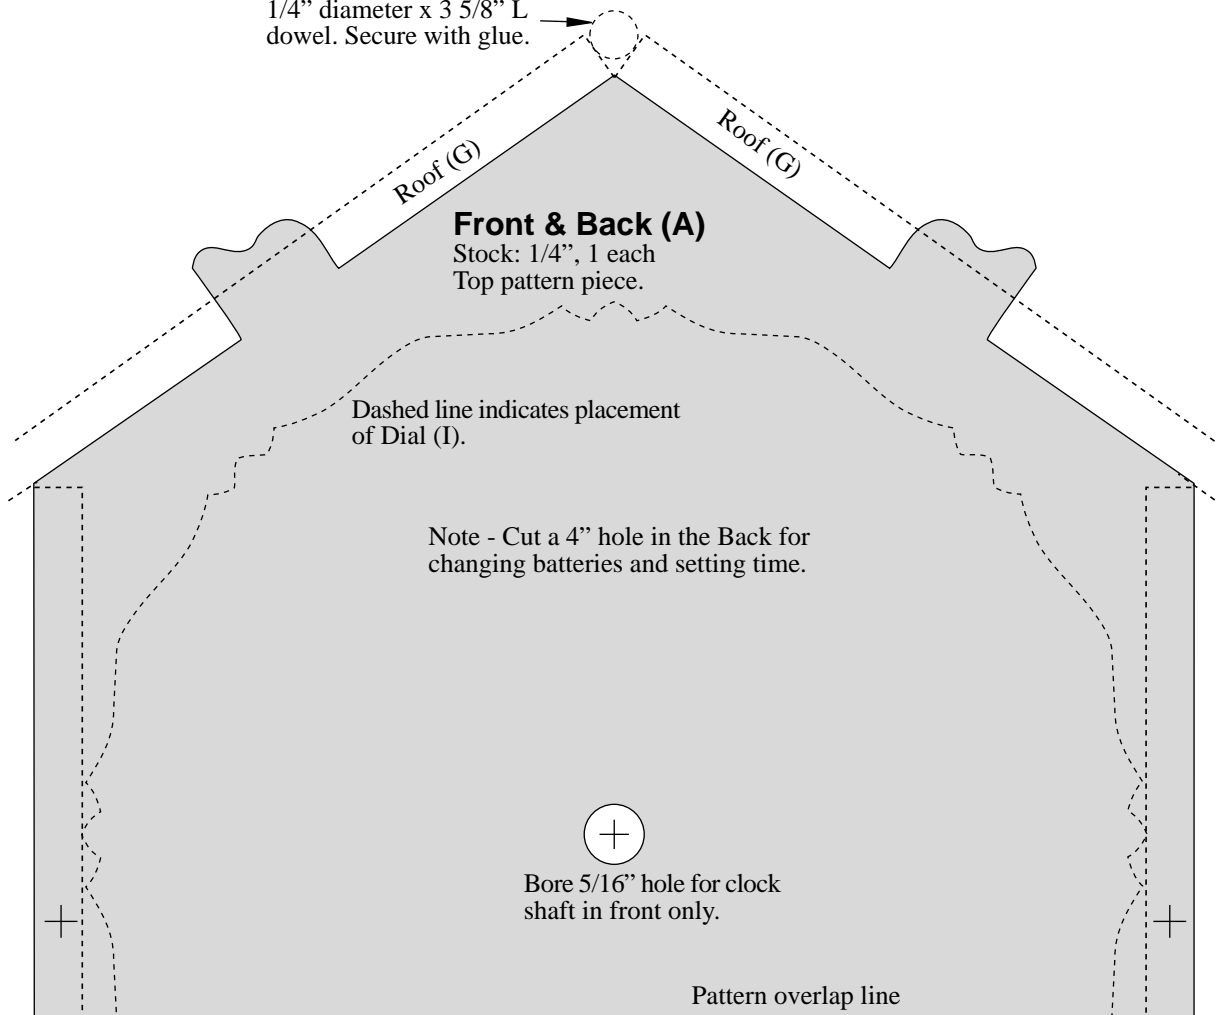 1/4” diameter x 3 5/8” L
dowel. Secure with glue.
Roof (G)
Roof (G)
Front & Back (A)
Stock: 1/4”, 1 each
Top pattern piece.
Dashed line indicates placement
of Dial (I).
Note - Cut a 4” hole in the Back for
changing batteries and setting time.
Bore 5/16” hole for clock
shaft in front only.
Pattern overlap line